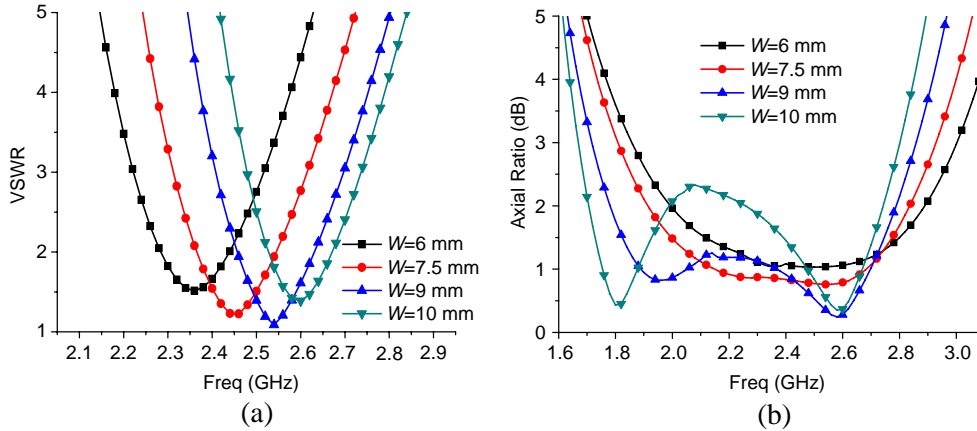 5
4
3
2
1
VSWR
2.1 2.2 2.3 2.4 2.5 2.6 2.7 2.8 2.9
Freq (GHz)
W=6 mm
W=7.5 mm
W=9 mm
W=10 mm
(a)
5
4
3
2
1
0
Axial Ratio (dB)
1.6 1.8 2.0 2.2 2.4 2.6 2.8 3.0
Freq (GHz)
W=6 mm
W=7.5 mm
W=9 mm
W=10 mm
(b)